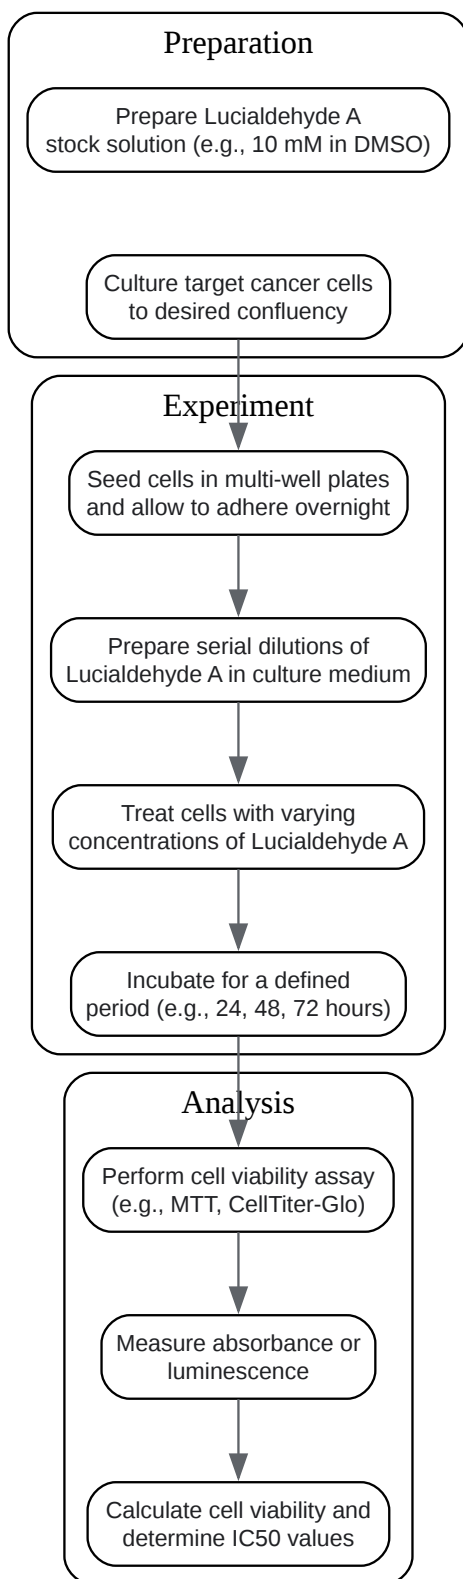 Preparation
Prepare Lucialdehyde A
stock solution (e.g., 10 mM in DMSO)
Culture target cancer cells
to desired confluency
Experiment
Seed cells in multi-well plates
and allow to adhere overnight
Prepare serial dilutions of
Lucialdehyde A in culture medium
Treat cells with varying
concentrations of Lucialdehyde A
Incubate for a defined
period (e.g., 24, 48, 72 hours)
Analysis
Perform cell viability assay
(e.g., MTT, CellTiter-Glo)
Measure absorbance or
luminescence
Calculate cell viability and
determine IC50 values